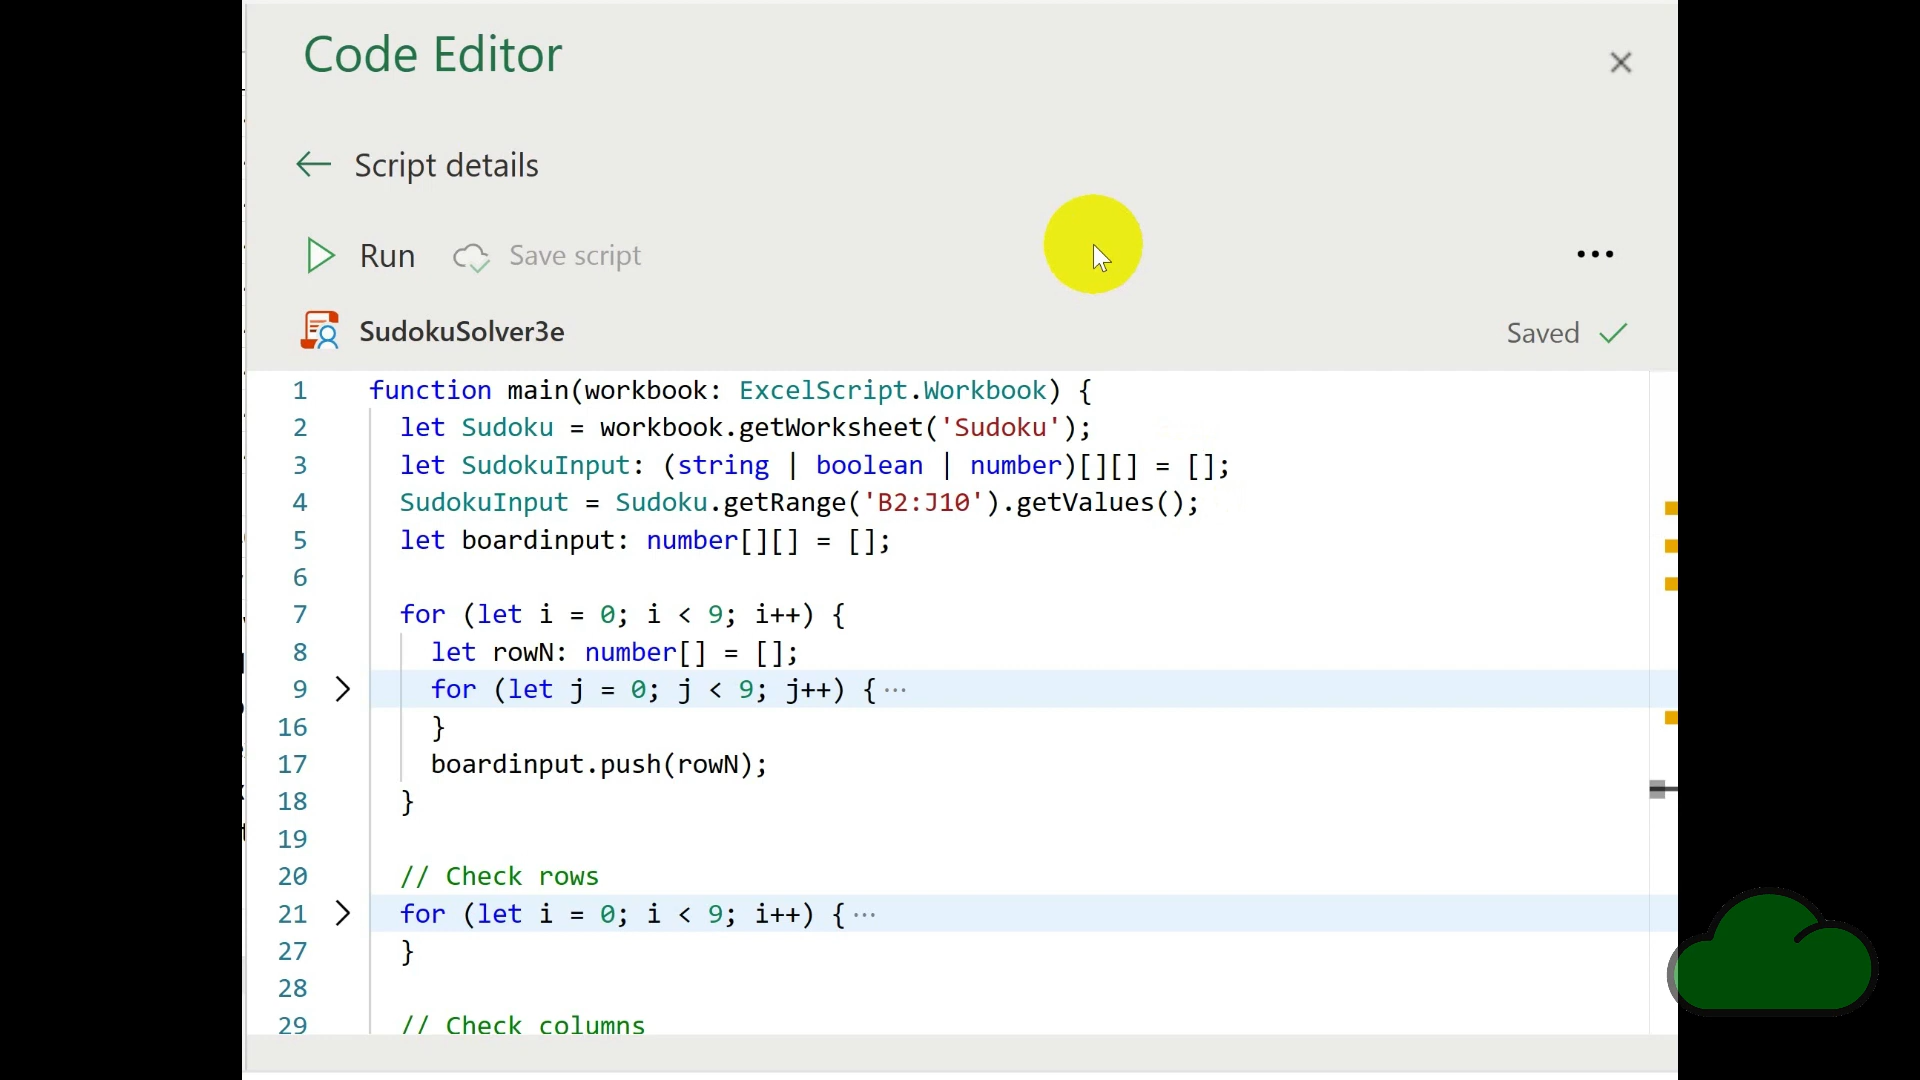 Code Editor
Script details
Run Save script
SudokuSolver3e Saved
1 function main(workbook: ExcelScript.Workbook) {
2 let Sudoku = workbook.getWorksheet('Sudoku');
3 let SudokuInput: (string | boolean | number)[][] = [];
4 SudokuInput = Sudoku.getRange('B2:J10').getValues();
5 let boardinput: number[][] = [];
6
7 for (let i = 0; i < 9; i++) {
8 let rowN: number[] = [];
9 for (let j = 0; j < 9; j++) {···
16 }
17 boardinput.push(rowN);
18 }
19
20 // Check rows
21 for (let i = 0; i < 9; i++) {···
27 }
28
29 // Check columns